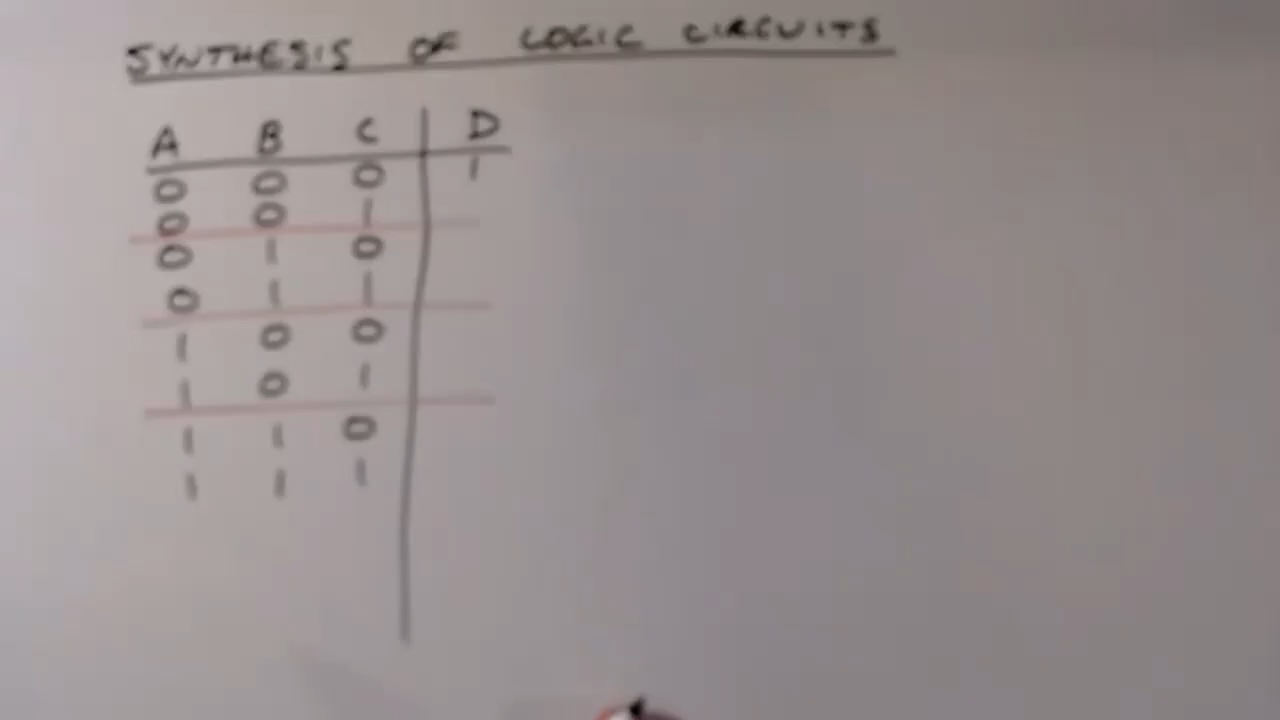 SYNTHESIS OF LOGIC CIRCUITS
A B C D
0 0 0 1
0 0 1
0 1 0
0 1 1
1 0 0
1 0 1
1 1 0
1 1 1